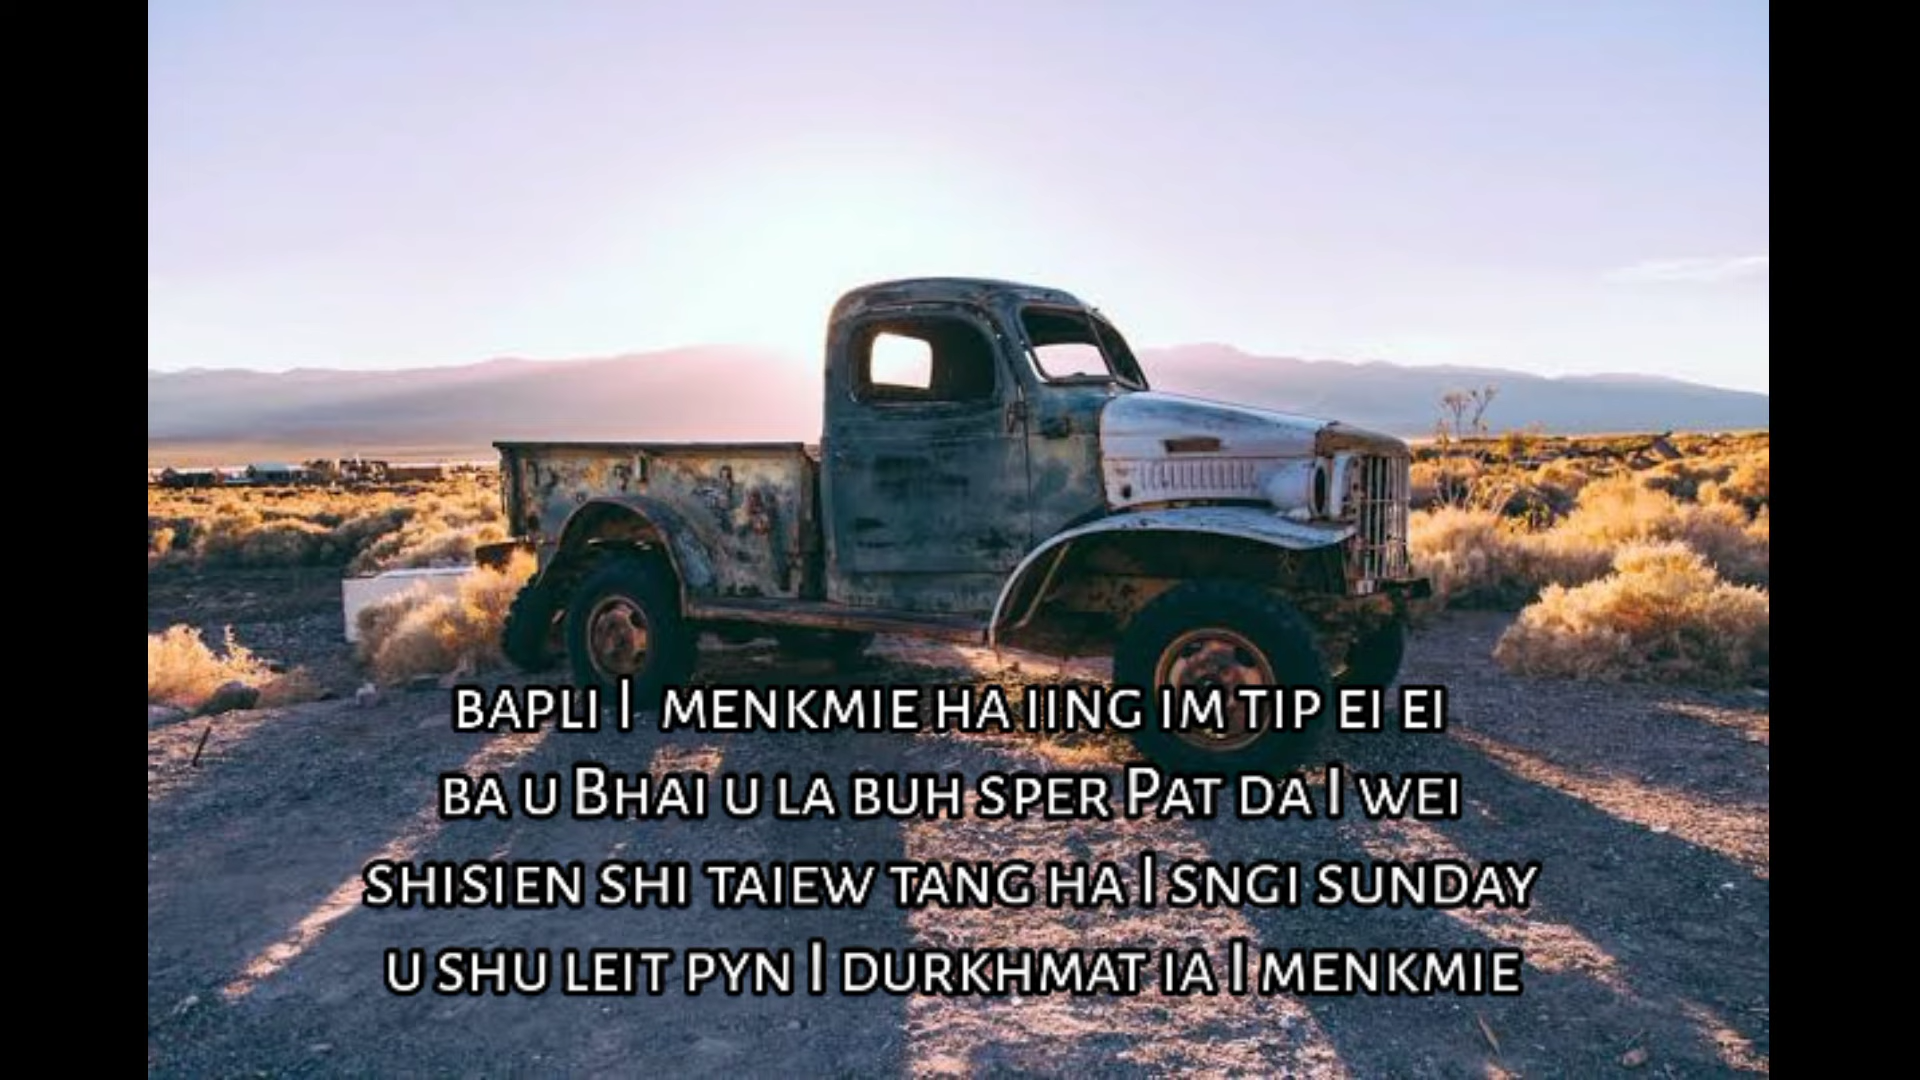 BAPLI I MENKMIE HA IING IM TIP EI EI
BA U BHAI U LA BUH SPER PAT DA I WEI
SHISIEN SHI TAIEW TANG HA I SNGI SUNDAY
U SHU LEIT PYN I DURKHMAT IA I MENKMIE